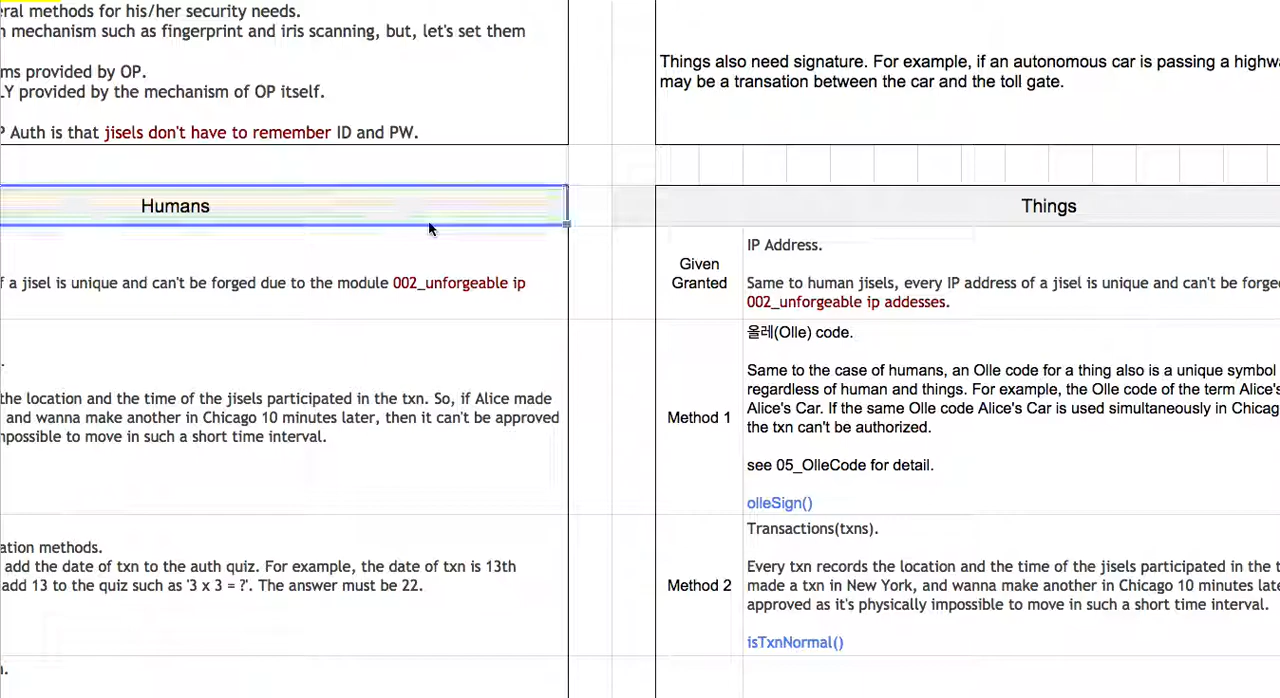 eral methods for his/her security needs.
n mechanism such as fingerprint and iris scanning, but, let's set them
ms provided by OP.
LY provided by the mechanism of OP itself.
P Auth is that jisels don't have to remember ID and PW.
Things also need signature. For example, if an autonomous car is passing a highw
may be a transation between the car and the toll gate.
Humans
f a jisel is unique and can't be forged due to the module 002_unforgeable ip
.
the location and the time of the jisels participated in the txn. So, if Alice made
and wanna make another in Chicago 10 minutes later, then it can't be approved
npossible to move in such a short time interval.
ation methods.
add the date of txn to the auth quiz. For example, the date of txn is 13th
add 13 to the quiz such as '3 x 3 = ?'. The answer must be 22.
Things
Given
Granted
IP Address.
Same to human jisels, every IP address of a jisel is unique and can't be forge
002_unforgeable ip addesses.
Method 1
올레(Olle) code.
Same to the case of humans, an Olle code for a thing also is a unique symbol
regardless of human and things. For example, the Olle code of the term Alice's
Alice's Car. If the same Olle code Alice's Car is used simultaneously in Chicag
the txn can't be authorized.
see 05_OlleCode for detail.
olleSign()
Method 2
Transactions(txns).
Every txn records the location and the time of the jisels participated in the t
made a txn in New York, and wanna make another in Chicago 10 minutes late
approved as it's physically impossible to move in such a short time interval.
isTxnNormal()